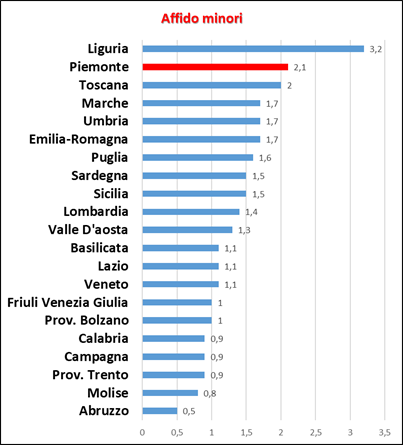 Affido minori
Liguria 3,2
Piemonte 2,1
Toscana 2
Marche 1,7
Umbria 1,7
Emilia-Romagna 1,7
Puglia 1,6
Sardegna 1,5
Sicilia 1,5
Lombardia 1,4
Valle D'aosta 1,3
Basilicata 1,1
Lazio 1,1
Veneto 1,1
Friuli Venezia Giulia 1
Prov. Bolzano 1
Calabria 0,9
Campagna 0,9
Prov. Trento 0,9
Molise 0,8
Abruzzo 0,5
0 0,5 1 1,5 2 2,5 3 3,5